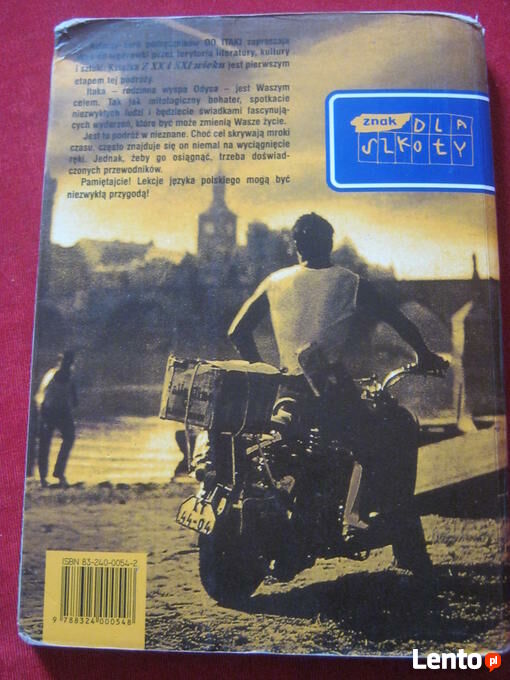 podręczników DO ITAKI zaprasza
przez terytoria literatury, kultury
i sztuki. Książka Z XX i XXI wieku jest pierwszym
etapem tej podróży.
Itaka – rodzinna wyspa Odysa – jest Waszym
celem. Tak jak mitologiczny bohater, spotkacie
niezwykłych ludzi i będziecie świadkami fascynują-
cych wydarzeń, które być może zmienią Wasze życie.
Jest to podróż w nieznane. Choć cel skrywają mroki
czasu, często znajduje się on niemal na wyciągnięcie
ręki. Jednak, żeby go osiągnąć, trzeba doświad-
czonych przewodników.
Pamiętajcie! Lekcje języka polskiego mogą być
niezwykłą przygodą!
znak DLA
SZKOŁY
44-04
ISBN 83-240-0054-2
9 788324 000548
Lento.pl